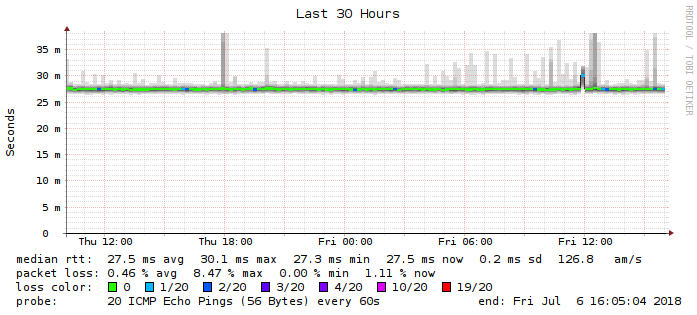 Last 30 Hours
RRDTOOL / TOBI OETIKER
Seconds
35 m
30 m
25 m
20 m
15 m
10 m
5 m
0
Thu 12:00 Thu 18:00 Fri 00:00 Fri 06:00 Fri 12:00
median rtt: 27.5 ms avg 30.1 ms max 27.3 ms min 27.5 ms now 0.2 ms sd 126.8 am/s
packet loss: 0.46 % avg 8.47 % max 0.00 % min 1.11 % now
loss color: 0 1/20 2/20 3/20 4/20 10/20 19/20
probe: 20 ICMP Echo Pings (56 Bytes) every 60s end: Fri Jul 6 16:05:04 2018